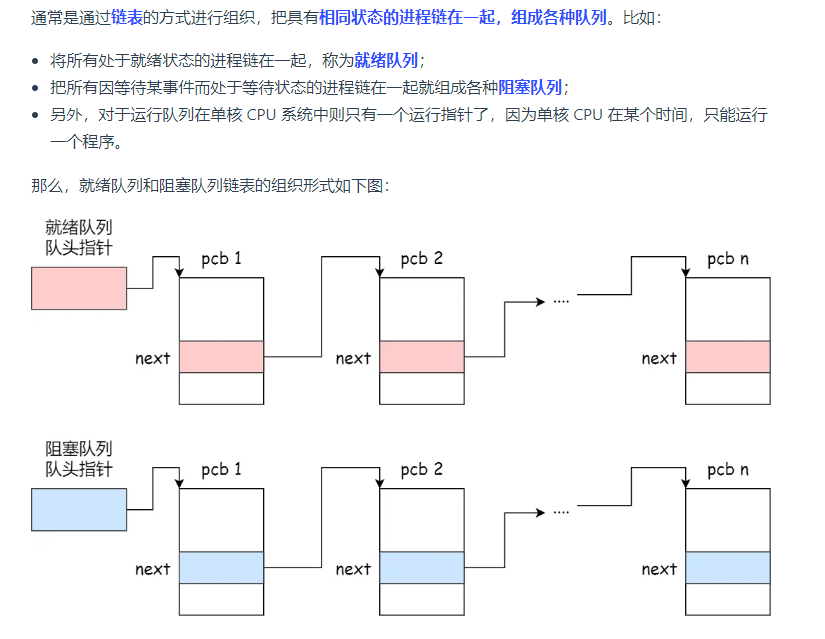 通常是通过链表的方式进行组织，把具有相同状态的进程链在一起，组成各种队列。比如：
将所有处于就绪状态的进程链在一起，称为就绪队列；
把所有因等待某事件而处于等待状态的进程链在一起就组成各种阻塞队列；
另外，对于运行队列在单核 CPU 系统中则只有一个运行指针了，因为单核 CPU 在某个时间，只能运行
一个程序。
那么，就绪队列和阻塞队列链表的组织形式如下图：
就绪队列
队头指针
pcb 1
pcb 2
pcb n
....
next
next
next
阻塞队列
队头指针
pcb 1
pcb 2
pcb n
....
next
next
next